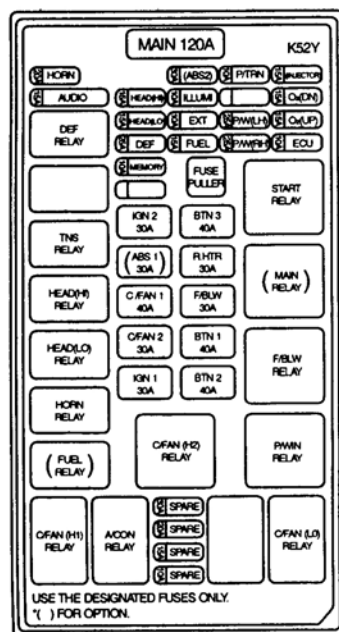 MAIN 120A
K52Y
HORN
(ABS2)
P/TRN
INJECTOR
AUDIO
HEAD(HI)
ILLUMI
O₂(DN)
HEAD(LO)
EXT
P/W(LH)
O₂(UP)
DEF
FUEL
P/W(RH)
ECU
DEF
RELAY
MEMORY
FUSE
PULLER
START
RELAY
IGN 2
30A
BTN 3
40A
TNS
RELAY
(ABS 1)
30A
R.HTR
30A
(MAIN
RELAY)
HEAD(HI)
RELAY
C/FAN 1
40A
F/BLW
30A
HEAD(LO)
RELAY
C/FAN 2
30A
BTN 1
40A
F/BLW
RELAY
IGN 1
30A
BTN 2
40A
HORN
RELAY
C/FAN (H2)
RELAY
P/WIN
RELAY
(FUEL
RELAY)
C/FAN (H1)
RELAY
A/CON
RELAY
SPARE
SPARE
SPARE
SPARE
C/FAN (L0)
RELAY
USE THE DESIGNATED FUSES ONLY.
*( ) FOR OPTION.